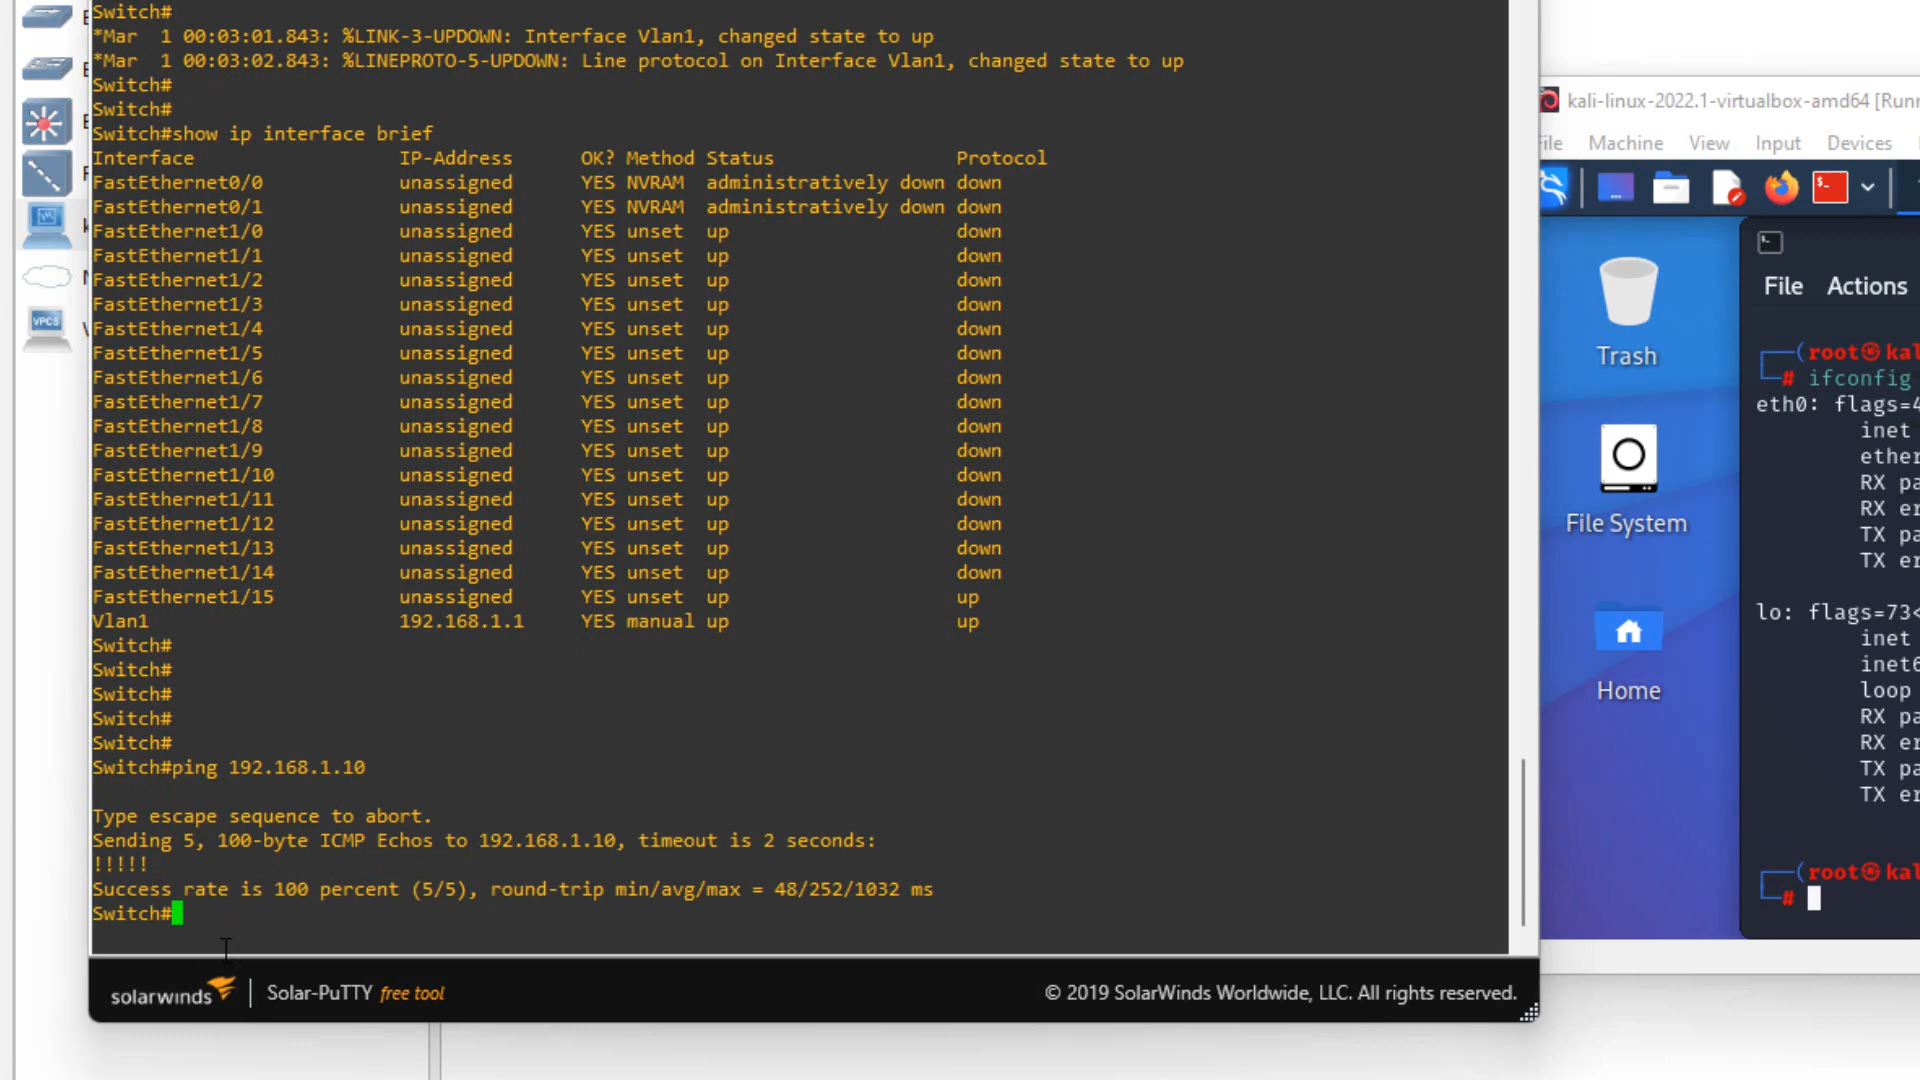 Switch#
*Mar  1 00:03:01.843: %LINK-3-UPDOWN: Interface Vlan1, changed state to up
*Mar  1 00:03:02.843: %LINEPROTO-5-UPDOWN: Line protocol on Interface Vlan1, changed state to up
Switch#
Switch#
Switch#show ip interface brief
Interface                  IP-Address      OK? Method Status                Protocol
FastEthernet0/0            unassigned      YES NVRAM  administratively down down
FastEthernet0/1            unassigned      YES NVRAM  administratively down down
FastEthernet1/0            unassigned      YES unset  up                    down
FastEthernet1/1            unassigned      YES unset  up                    down
FastEthernet1/2            unassigned      YES unset  up                    down
FastEthernet1/3            unassigned      YES unset  up                    down
FastEthernet1/4            unassigned      YES unset  up                    down
FastEthernet1/5            unassigned      YES unset  up                    down
FastEthernet1/6            unassigned      YES unset  up                    down
FastEthernet1/7            unassigned      YES unset  up                    down
FastEthernet1/8            unassigned      YES unset  up                    down
FastEthernet1/9            unassigned      YES unset  up                    down
FastEthernet1/10           unassigned      YES unset  up                    down
FastEthernet1/11           unassigned      YES unset  up                    down
FastEthernet1/12           unassigned      YES unset  up                    down
FastEthernet1/13           unassigned      YES unset  up                    down
FastEthernet1/14           unassigned      YES unset  up                    down
FastEthernet1/15           unassigned      YES unset  up                    up
Vlan1                      192.168.1.1     YES manual up                    up
Switch#
Switch#
Switch#
Switch#
Switch#
Switch#ping 192.168.1.10
Type escape sequence to abort.
Sending 5, 100-byte ICMP Echos to 192.168.1.10, timeout is 2 seconds:
!!!!!
Success rate is 100 percent (5/5), round-trip min/avg/max = 48/252/1032 ms
Switch#
solarwinds | Solar-PuTTY free tool
© 2019 SolarWinds Worldwide, LLC. All rights reserved.
VPCS
kali-linux-2022.1-virtualbox-amd64 [Runn
ile Machine View Input Devices
Trash
File System
Home
File Actions
(root㉿kal
# ifconfig
eth0: flags=4
inet
ether
RX pa
RX er
TX pa
TX er
lo: flags=73<
inet
inet6
loop
RX pa
RX er
TX pa
TX er
(root㉿kal
#